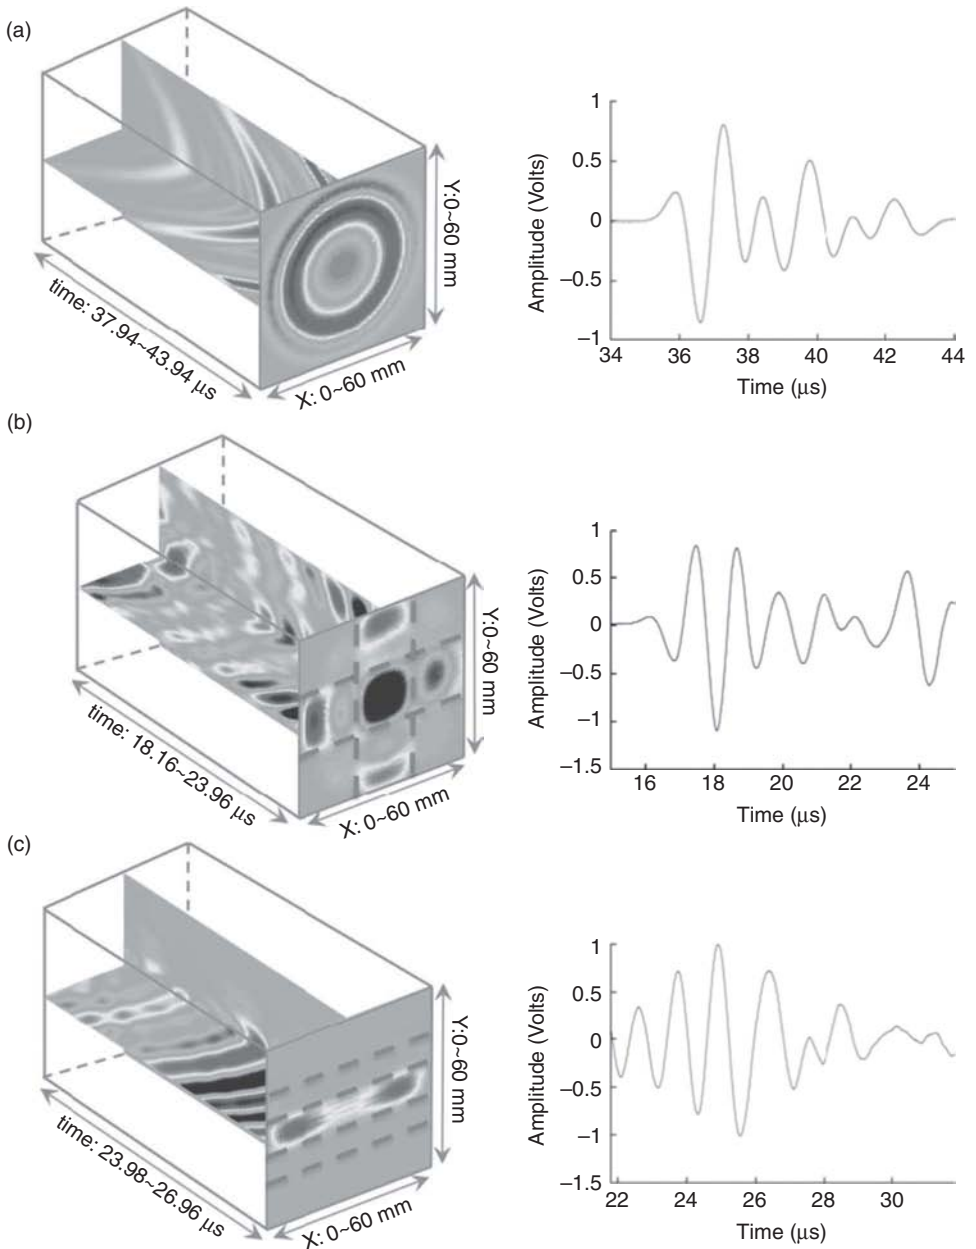 (a)
Y:0~60 mm
time: 37.94~43.94 μs
X: 0~60 mm
Amplitude (Volts)
1
0.5
0
−0.5
−1
34 36 38 40 42 44
Time (μs)
(b)
Y:0~60 mm
time: 18.16~23.96 μs
X: 0~60 mm
Amplitude (Volts)
1
0.5
0
−0.5
−1
−1.5
16 18 20 22 24
Time (μs)
(c)
Y:0~60 mm
time: 23.98~26.96 μs
X: 0~60 mm
Amplitude (Volts)
1
0.5
0
−0.5
−1
−1.5
22 24 26 28 30
Time (μs)